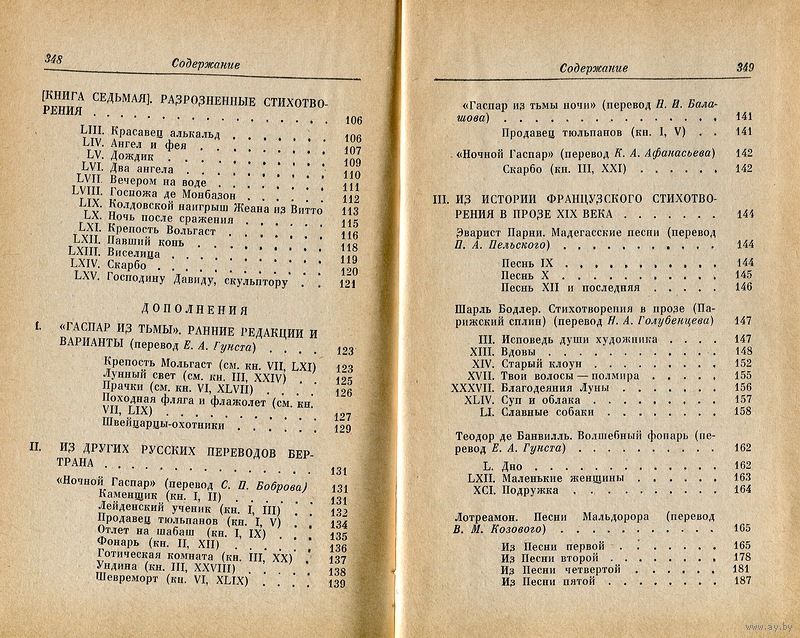 348
Содержание
[КНИГА СЕДЬМАЯ]. РАЗРОЗНЕННЫЕ СТИХОТВО-
РЕНИЯ . . . . . . . . . . . . . . . . 106
LIII. Красавец алькальд . . . . . . 106
LIV. Ангел и фея . . . . . . . . 107
LV. Дождик . . . . . . . . . . 109
LVI. Два ангела . . . . . . . . . 110
LVII. Вечером на воде . . . . . . . 111
LVIII. Госпожа де Монбазон . . . . . 112
LIX. Колдовской наигрыш Жеана из Витто 113
LX. Ночь после сражения . . . . . . 115
LXI. Крепость Вольгаст . . . . . . 116
LXII. Павший конь . . . . . . . . 118
LXIII. Виселица . . . . . . . . . 119
LXIV. Скарбо . . . . . . . . . . 120
LXV. Господину Давиду, скульптору . . 121
ДОПОЛНЕНИЯ
I. «ГАСПАР ИЗ ТЬМЫ». РАННИЕ РЕДАКЦИИ И
ВАРИАНТЫ (перевод Е. А. Гунста) . . . . 123
Крепость Мольгаст (см. кн. VII, LXI) 123
Лунный свет (см. кн. III, XXIV) . . . 125
Прачки (см. кн. VI, XLVII) . . . . . 126
Походная фляга и флажолет (см. кн.
VII, LIX) . . . . . . . . . . . 127
Швейцарцы-охотники . . . . . . . 129
II. ИЗ ДРУГИХ РУССКИХ ПЕРЕВОДОВ БЕР-
ТРАНА . . . . . . . . . . . . . . . 131
«Ночной Гаспар» (перевод С. П. Боброва) 131
Каменщик (кн. I, II) . . . . . . . 131
Лейденский ученик (кн. I, III) . . . 132
Продавец тюльпанов (кн. I, V) . . . 134
Отлет на шабаш (кн. I, IX) . . . . 135
Фонарь (кн. II, XII) . . . . . . . 136
Готическая комната (кн. III, XX) . . 137
Ундина (кн. III, XXVIII) . . . . . 138
Шевреморт (кн. VI, XLIX) . . . . 139
Содержание
349
«Гаспар из тьмы ночи» (перевод Н. И. Бала-
шова) . . . . . . . . . . . . . . 141
Продавец тюльпанов (кн. I, V) . . 141
«Ночной Гаспар» (перевод К. А. Афанасьева) 142
Скарбо (кн. III, XXI) . . . . . . 142
III. ИЗ ИСТОРИИ ФРАНЦУЗСКОГО СТИХОТВО-
РЕНИЯ В ПРОЗЕ XIX ВЕКА . . . . . . . 144
Эварист Парни. Мадегасские песни (перевод
П. А. Пельского) . . . . . . . . . . . 144
Песнь IX . . . . . . . . . . . 144
Песнь X . . . . . . . . . . . 145
Песнь XII и последняя . . . . . . 146
Шарль Бодлер. Стихотворения в прозе (Па-
рижский сплин) (перевод Н. А. Голубенцева) 147
III. Исповедь души художника . . . . 147
XIII. Вдовы . . . . . . . . . . . 148
XIV. Старый клоун . . . . . . . . 152
XVII. Твои волосы — полмира . . . . . 155
XXXVII. Благодеяния Луны . . . . . . 156
XLIV. Суп и облака . . . . . . . . 157
LI. Славные собаки . . . . . . . 158
Теодор де Банвилль. Волшебный фонарь (пе-
ревод Е. А. Гунста) . . . . . . . . . . 162
L. Дно . . . . . . . . . . . . 162
LXII. Маленькие женщины . . . . . . 163
XCI. Подружка . . . . . . . . . . 164
Лотреамон. Песни Мальдорора (перевод
В. М. Козового) . . . . . . . . . . . 165
Из Песни первой . . . . . . . . 165
Из Песни второй . . . . . . . . 178
Из Песни четвертой . . . . . . . 181
Из Песни пятой . . . . . . . . 187
www.ay.by